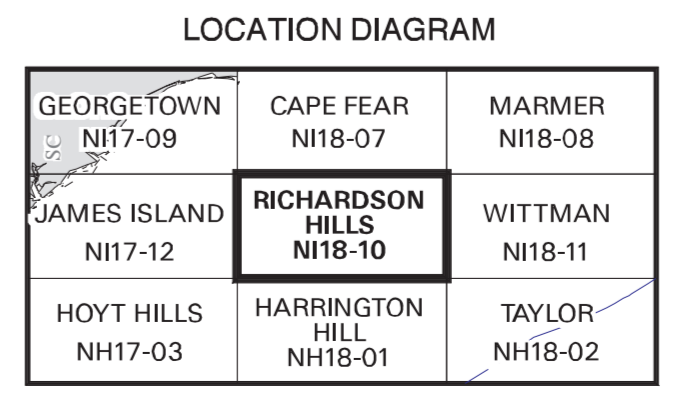 LOCATION DIAGRAM
GEORGETOWN
NI17-09
SC
CAPE FEAR
NI18-07
MARMER
NI18-08
JAMES ISLAND
NI17-12
RICHARDSON
HILLS
NI18-10
WITTMAN
NI18-11
HOYT HILLS
NH17-03
HARRINGTON
HILL
NH18-01
TAYLOR
NH18-02